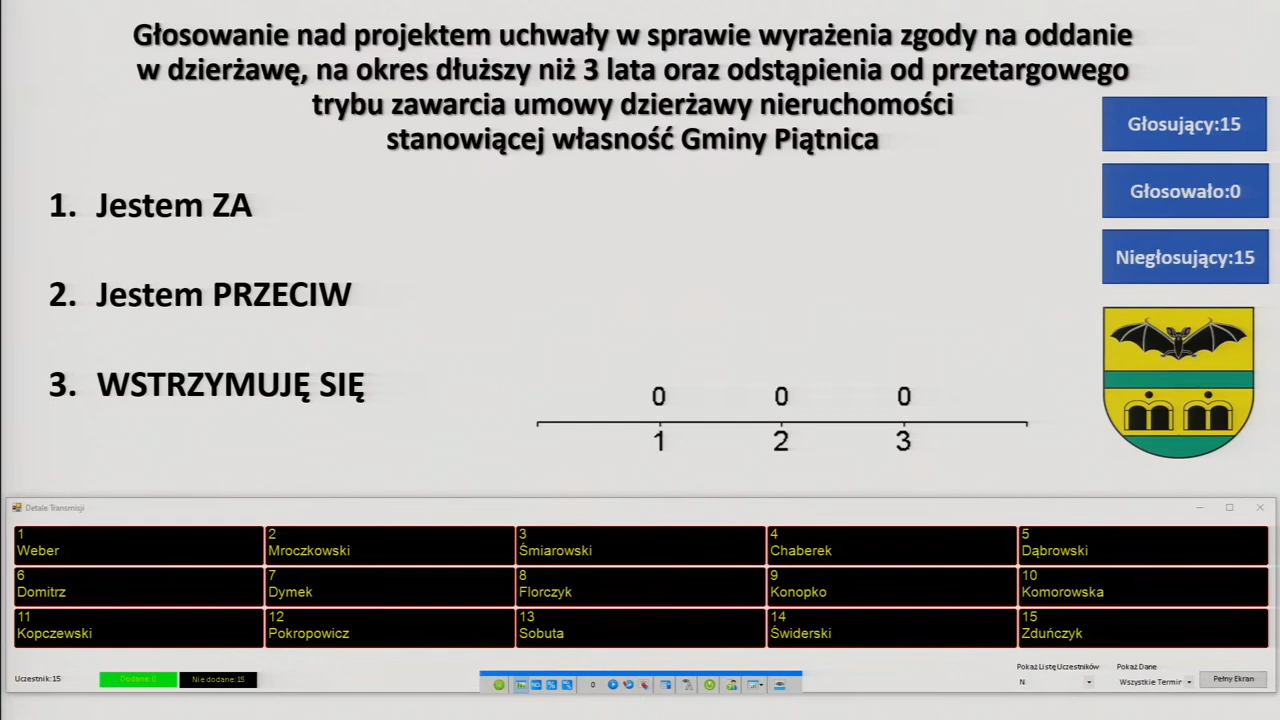 Głosowanie nad projektem uchwały w sprawie wyrażenia zgody na oddanie
w dzierżawę, na okres dłuższy niż 3 lata oraz odstąpienia od przetargowego
trybu zawarcia umowy dzierżawy nieruchomości
stanowiącej własność Gminy Piątnica
Głosujący:15
Głosowało:0
Niegłosujący:15
1. Jestem ZA
2. Jestem PRZECIW
3. WSTRZYMUJĘ SIĘ
0 0 0
1 2 3
Detale Transmisji
1 2 3 4 5
Weber Mroczkowski Śmiarowski Chaberek Dąbrowski
6 7 8 9 10
Domitrz Dymek Florczyk Konopko Komorowska
11 12 13 14 15
Kopczewski Pokropowicz Sobuta Świderski Zduńczyk
Uczestnik:15 Dodane:0 Nie dodane:15
0
Pokaż Listę Uczestników Pokaż Dane
N Wszystkie Termir Pełny Ekran